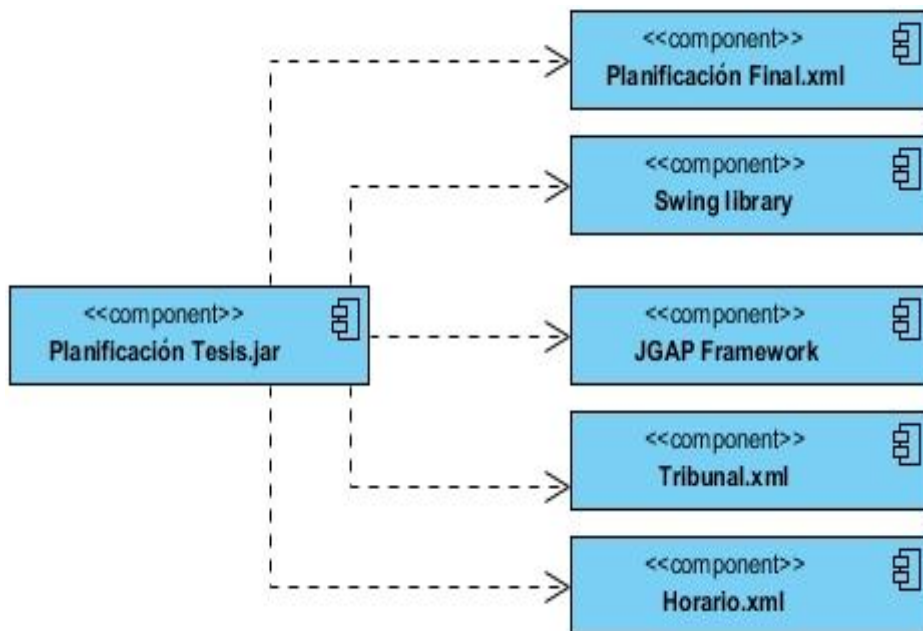 <<component>>
Planificación Final.xml
<<component>>
Swing library
<<component>>
Planificación Tesis.jar
<<component>>
JGAP Framework
<<component>>
Tribunal.xml
<<component>>
Horario.xml